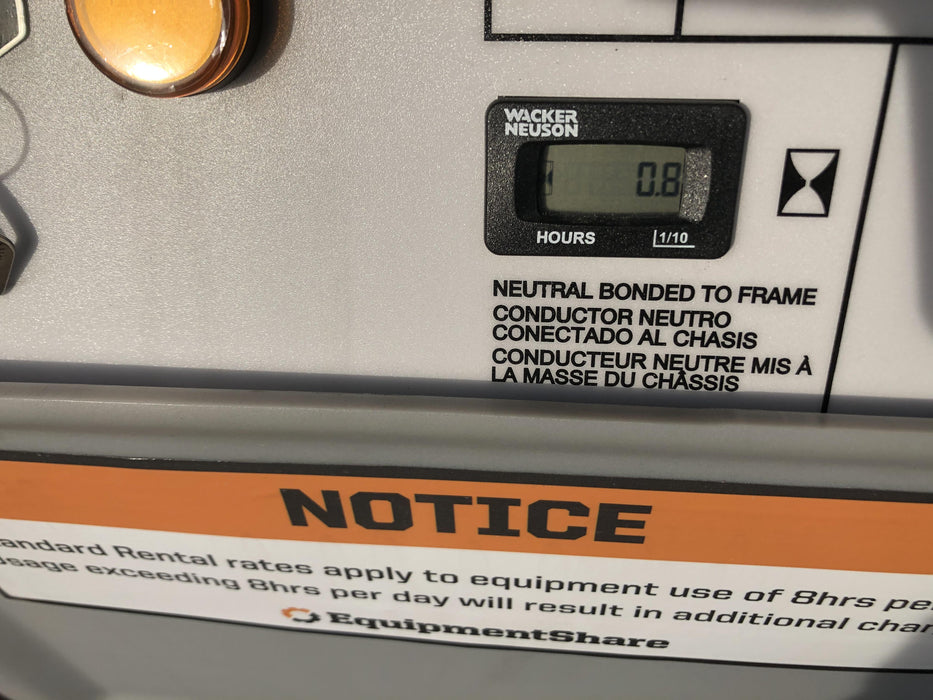 WACKER
NEUSON
0.8
HOURS 1/10
NEUTRAL BONDED TO FRAME
CONDUCTOR NEUTRO
CONECTADO AL CHASIS
CONDUCTEUR NEUTRE MIS À
LA MASSE DU CHÂSSIS
NOTICE
andard Rental rates apply to equipment use of 8hrs pe
sage exceeding 8hrs per day will result in additional char
EquipmentShare